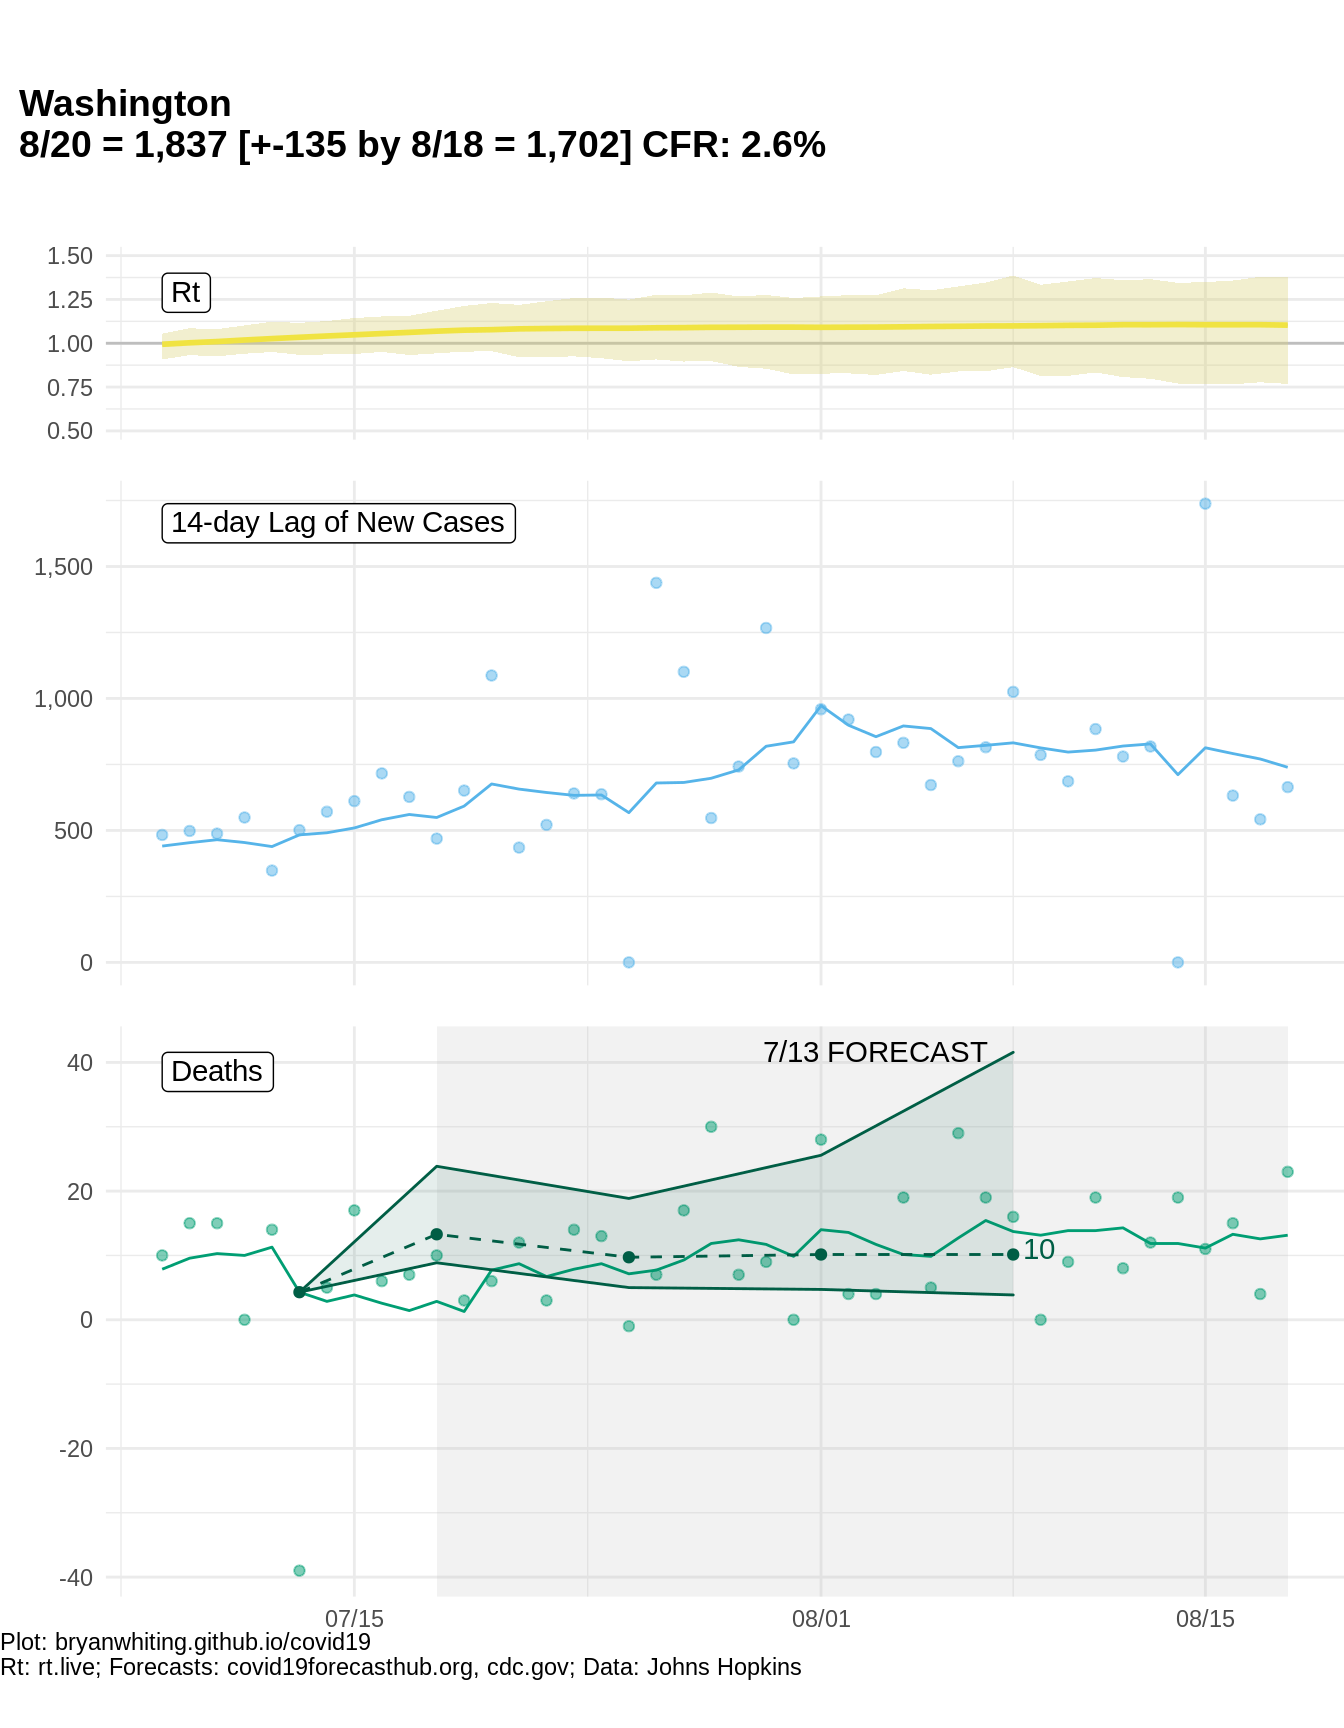 Washington
8/20 = 1,837 [+-135 by 8/18 = 1,702] CFR: 2.6%
1.50
Rt
1.25
1.00
0.75
0.50
14-day Lag of New Cases
1,500
1,000
500
0
7/13 FORECAST
40
Deaths
20
10
0
-20
-40
07/15 08/01 08/15
Plot: bryanwhiting.github.io/covid19
Rt: rt.live; Forecasts: covid19forecasthub.org, cdc.gov; Data: Johns Hopkins